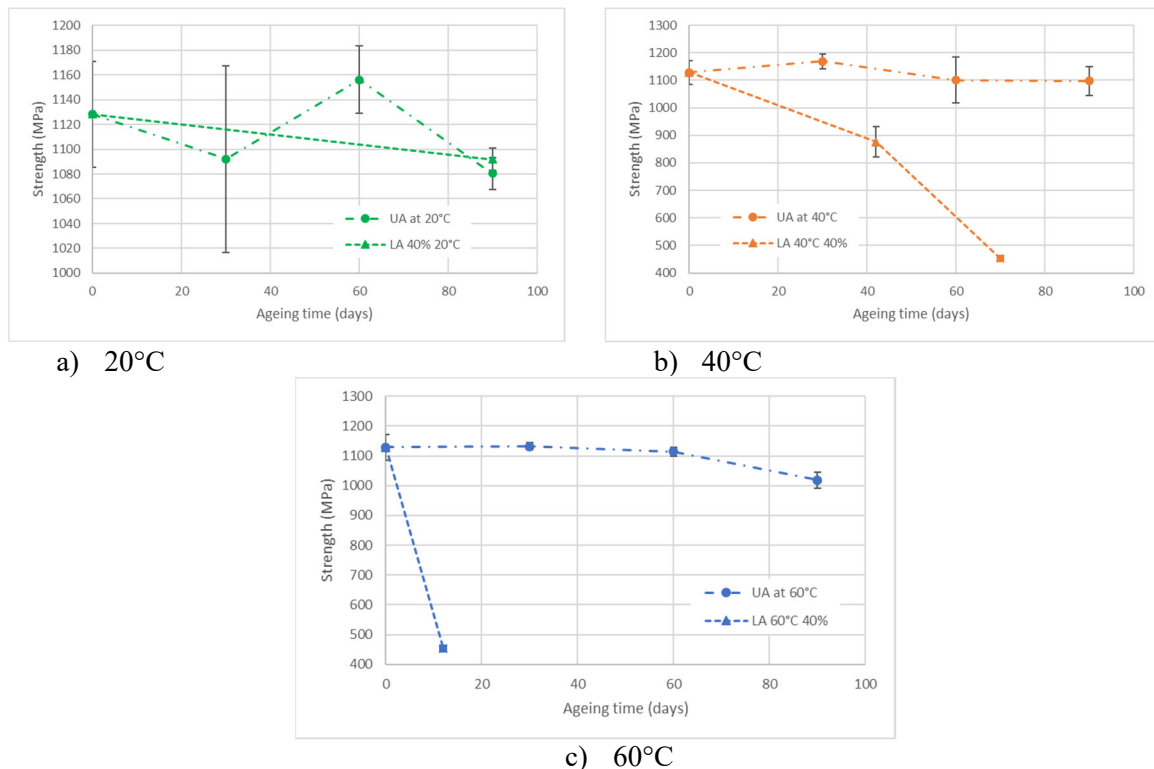 1200
1180
1160
1140
1120
1100
1080
1060
1040
1020
1000
Strength (MPa)
UA at 20°C
LA 40% 20°C
0 20 40 60 80 100
Ageing time (days)
a) 20°C
1300
1200
1100
1000
900
800
700
600
500
400
Strength (MPa)
UA at 40°C
LA 40°C 40%
0 20 40 60 80 100
Ageing time (days)
b) 40°C
1300
1200
1100
1000
900
800
700
600
500
400
Strength (MPa)
UA at 60°C
LA 60°C 40%
0 20 40 60 80 100
Ageing time (days)
c) 60°C